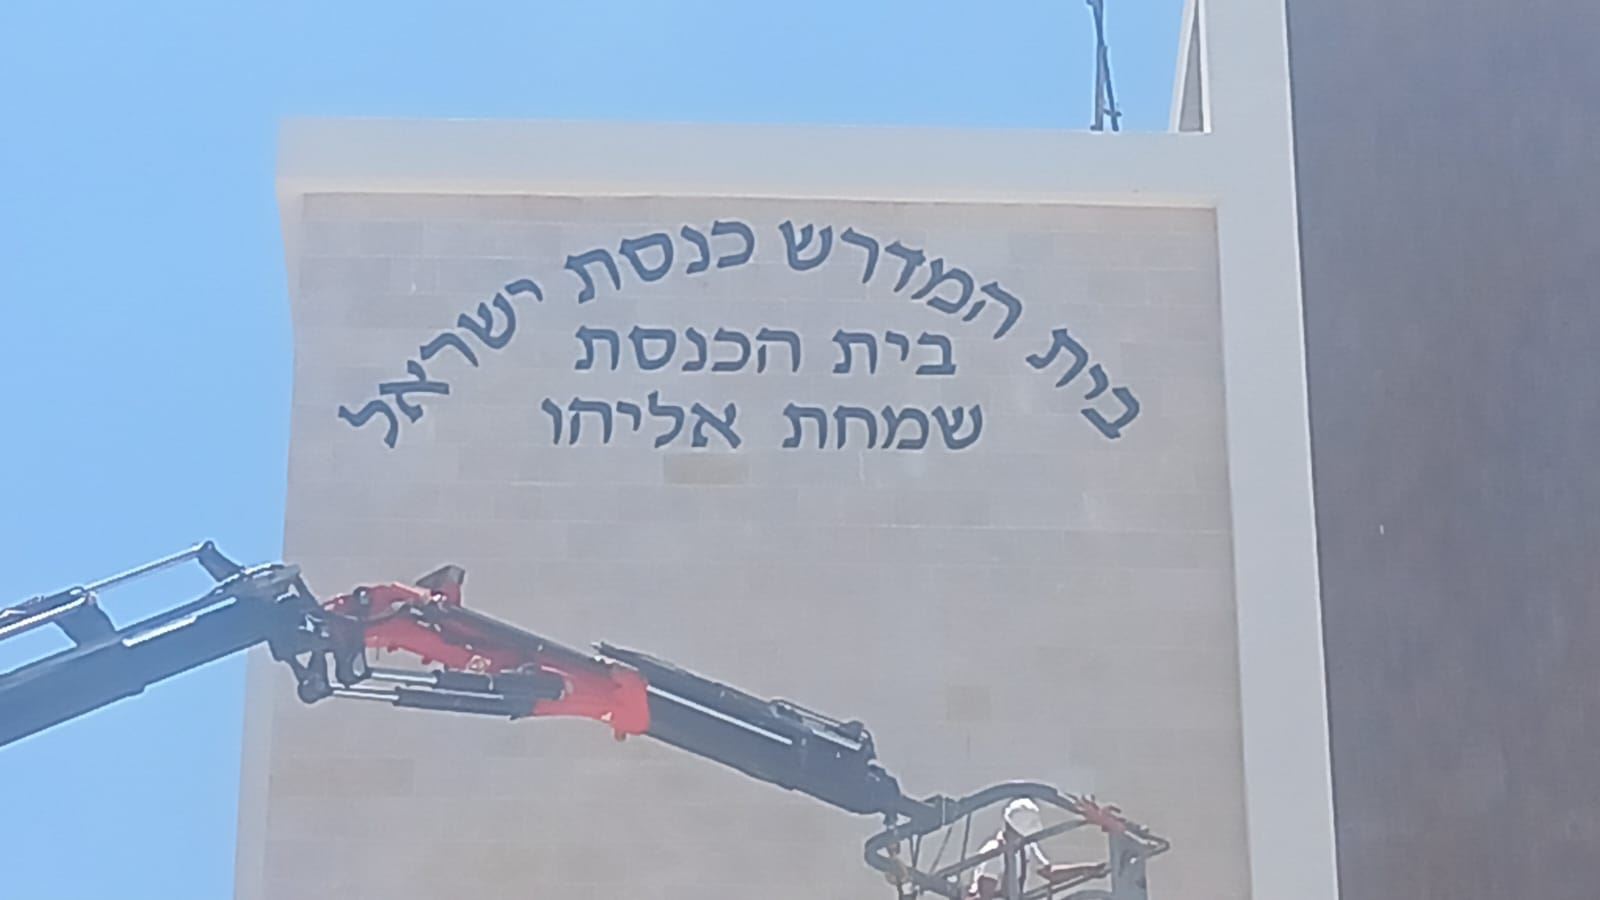 בית המדרש כנסת ישראל
בית הכנסת
שמחת אליהו